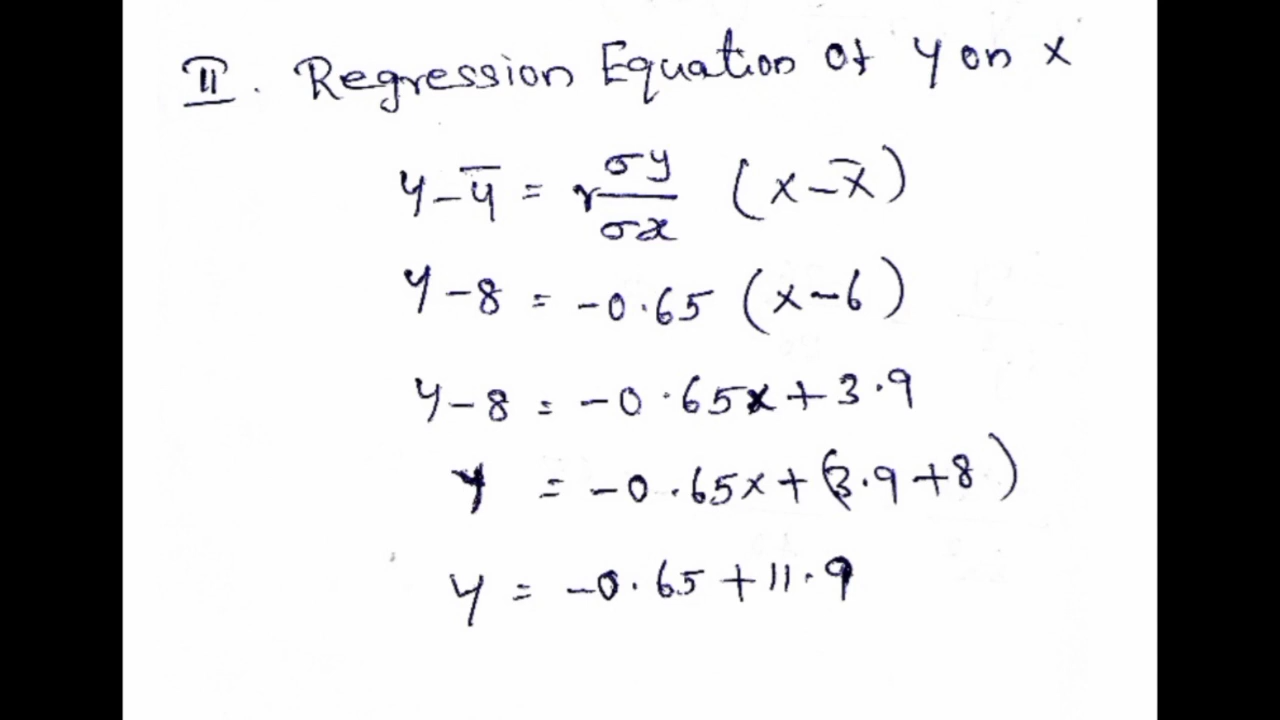 II. Regression Equation of Y on X
Y - Ȳ = r σy/σx (X - X̄)
Y - 8 = -0.65 (X - 6)
Y - 8 = -0.65X + 3.9
Y = -0.65X + (3.9 + 8)
Y = -0.65 + 11.9